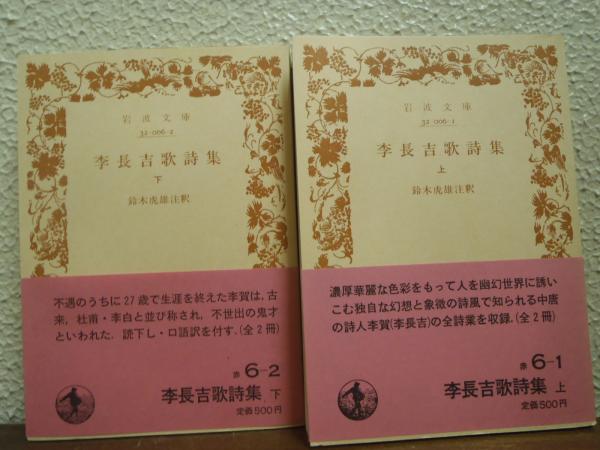 岩波文庫
32-006-2
李長吉歌詩集
下
鈴木虎雄注釈
不遇のうちに27歳で生涯を終えた李賀は，古
来，杜甫・李白と並び称され，不世出の鬼才
といわれた．読下し・口語訳を付す．（全2冊）
赤 6-2
李長吉歌詩集 下
定価500円
岩波文庫
32-006-1
李長吉歌詩集
上
鈴木虎雄注釈
濃厚華麗な色彩をもって人を幽幻世界に誘い
こむ独自な幻想と象徴の詩風で知られる中唐
の詩人李賀(李長吉)の全詩業を収録．（全2冊）
赤 6-1
李長吉歌詩集 上
定価500円